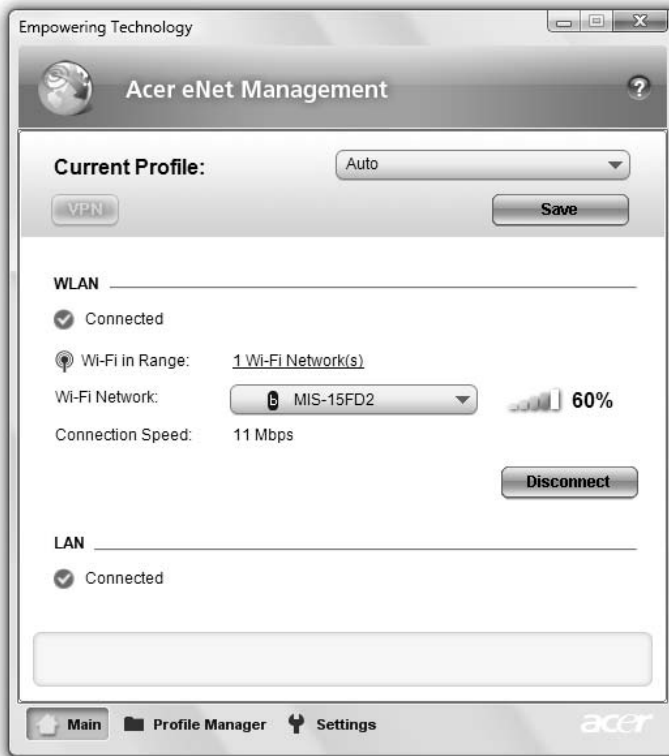 Empowering Technology
Acer eNet Management
?
Current Profile: Auto
VPN Save
WLAN
Connected
Wi-Fi in Range: 1 Wi-Fi Network(s)
Wi-Fi Network: b MIS-15FD2 60%
Connection Speed: 11 Mbps
Disconnect
LAN
Connected
Main Profile Manager Settings acer